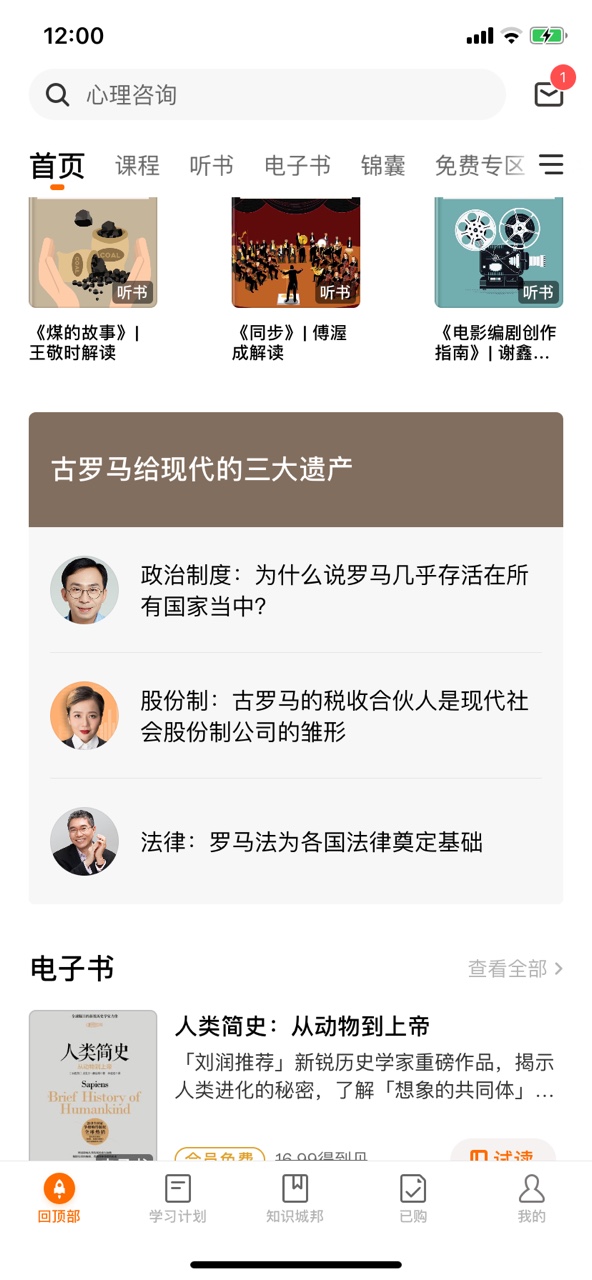 12:00
心理咨询
1
首页 课程 听书 电子书 锦囊 免费专区
COAL
听书 听书 听书
《煤的故事》|
王敬时解读
《同步》| 傅渥
成解读
《电影编剧创作
指南》| 谢鑫...
古罗马给现代的三大遗产
政治制度：为什么说罗马几乎存活在所
有国家当中？
股份制：古罗马的税收合伙人是现代社
会股份制公司的雏形
法律：罗马法为各国法律奠定基础
电子书
查看全部
人类简史
从动物到上帝
Sapiens
Brief History of
Humankind
人类简史：从动物到上帝
「刘润推荐」新锐历史学家重磅作品，揭示
人类进化的秘密，了解「想象的共同体」...
会员免费 16.99得到贝
试读
回顶部 学习计划 知识城邦 已购 我的